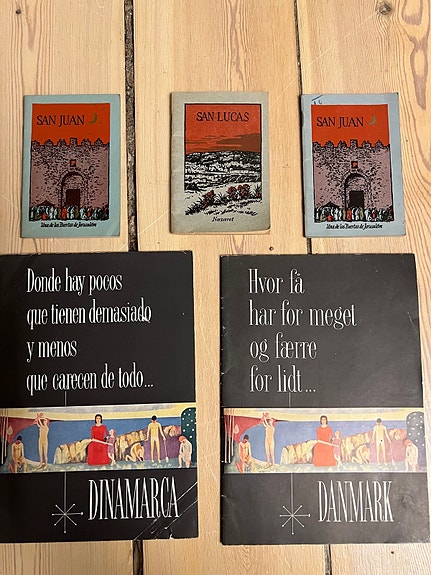 SAN JUAN
Una de las Puertas de Jerusalén
SAN LUCAS
Nazaret
SAN JUAN
Una de las Puertas de Jerusalén
Donde hay pocos
que tienen demasiado
y menos
que carecen de todo...
DINAMARCA
Hvor få
har for meget
og færre
for lidt...
DANMARK